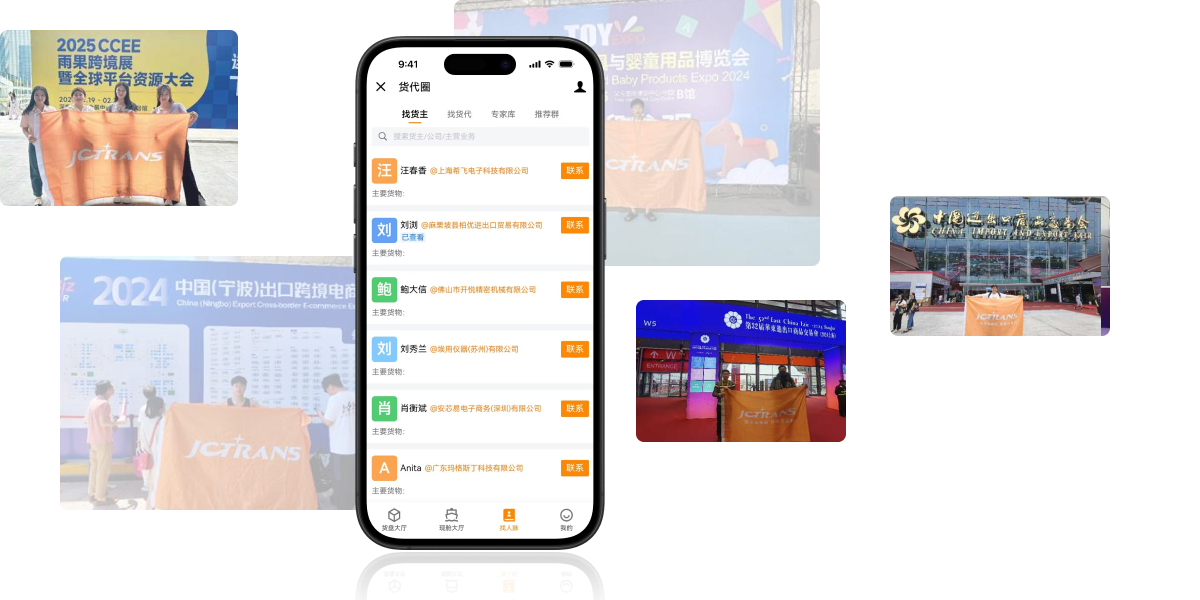 2025 CCEE
雨果跨境展
暨全球平台资源大会
JCTRANS
TOY
EXPO
具与婴童用品博览会
Baby Products Expo 2024
B馆
CTRANS
2024 中国(宁波)出口跨境电商
China (Ningbo) Export Cross-border E-commerce
JCTRANS
9:41
货代圈
找货主
找货代
专家库
推荐群
搜索货主/公司/主营业务
汪
汪春香 @上海希飞电子科技有限公司
联系
主要货物:
刘
刘浏 @麻栗坡县柏优进出口贸易有限公司
联系
已查看
主要货物:
鲍
鲍大信 @佛山市开悦精密机械有限公司
联系
主要货物:
刘
刘秀兰 @埃用仪器(苏州)有限公司
联系
主要货物:
肖
肖衡斌 @安芯易电子商务(深圳)有限公司
联系
主要货物:
A
Anita @广东玛格斯丁科技有限公司
联系
主要货物:
货盘大厅
现舱大厅
找人脉
我的
W5
The 32nd East China Fair
第32届华东进出口商品交易会
W
ENTRANCE
JCTRANS
中国进出口商品交易会
CHINA IMPORT AND EXPORT FAIR
JCTRANS